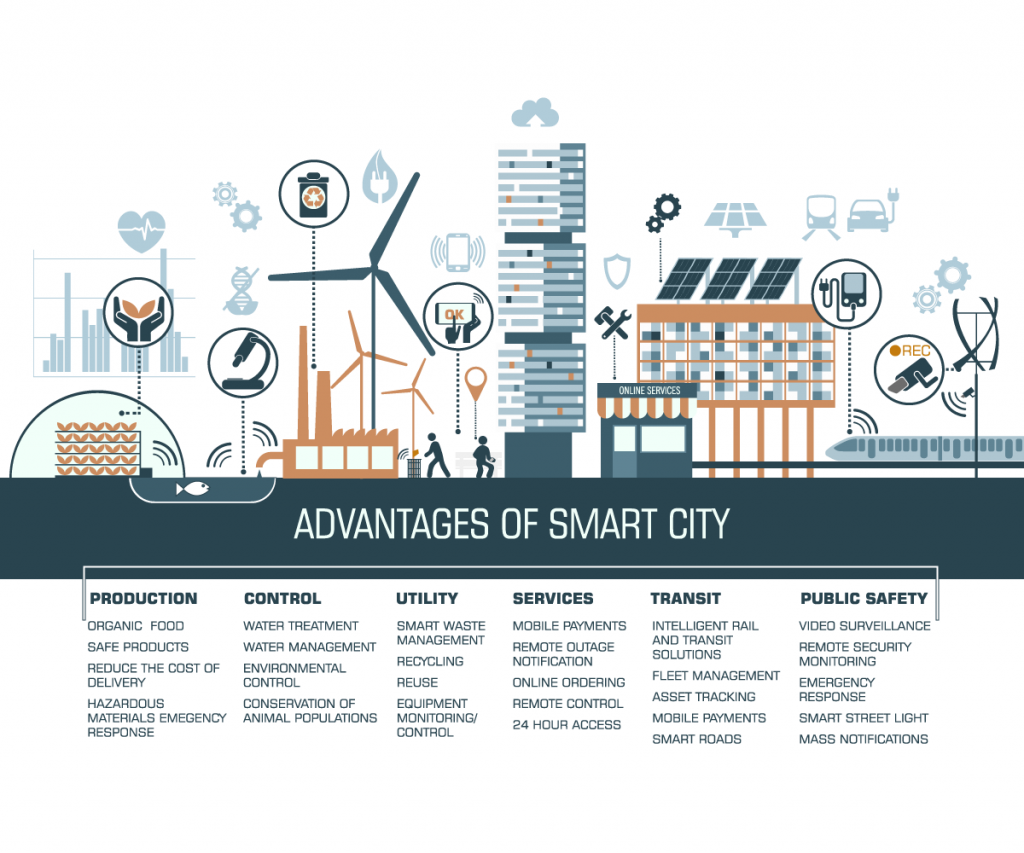 OK
REC
ONLINE SERVICES
ADVANTAGES OF SMART CITY
PRODUCTION
ORGANIC FOOD
SAFE PRODUCTS
REDUCE THE COST OF
DELIVERY
HAZARDOUS
MATERIALS EMEGENCY
RESPONSE
CONTROL
WATER TREATMENT
WATER MANAGEMENT
ENVIRONMENTAL
CONTROL
CONSERVATION OF
ANIMAL POPULATIONS
UTILITY
SMART WASTE
MANAGEMENT
RECYCLING
REUSE
EQUIPMENT
MONITORING/
CONTROL
SERVICES
MOBILE PAYMENTS
REMOTE OUTAGE
NOTIFICATION
ONLINE ORDERING
REMOTE CONTROL
24 HOUR ACCESS
TRANSIT
INTELLIGENT RAIL
AND TRANSIT
SOLUTIONS
FLEET MANAGEMENT
ASSET TRACKING
MOBILE PAYMENTS
SMART ROADS
PUBLIC SAFETY
VIDEO SURVEILLANCE
REMOTE SECURITY
MONITORING
EMERGENCY
RESPONSE
SMART STREET LIGHT
MASS NOTIFICATIONS